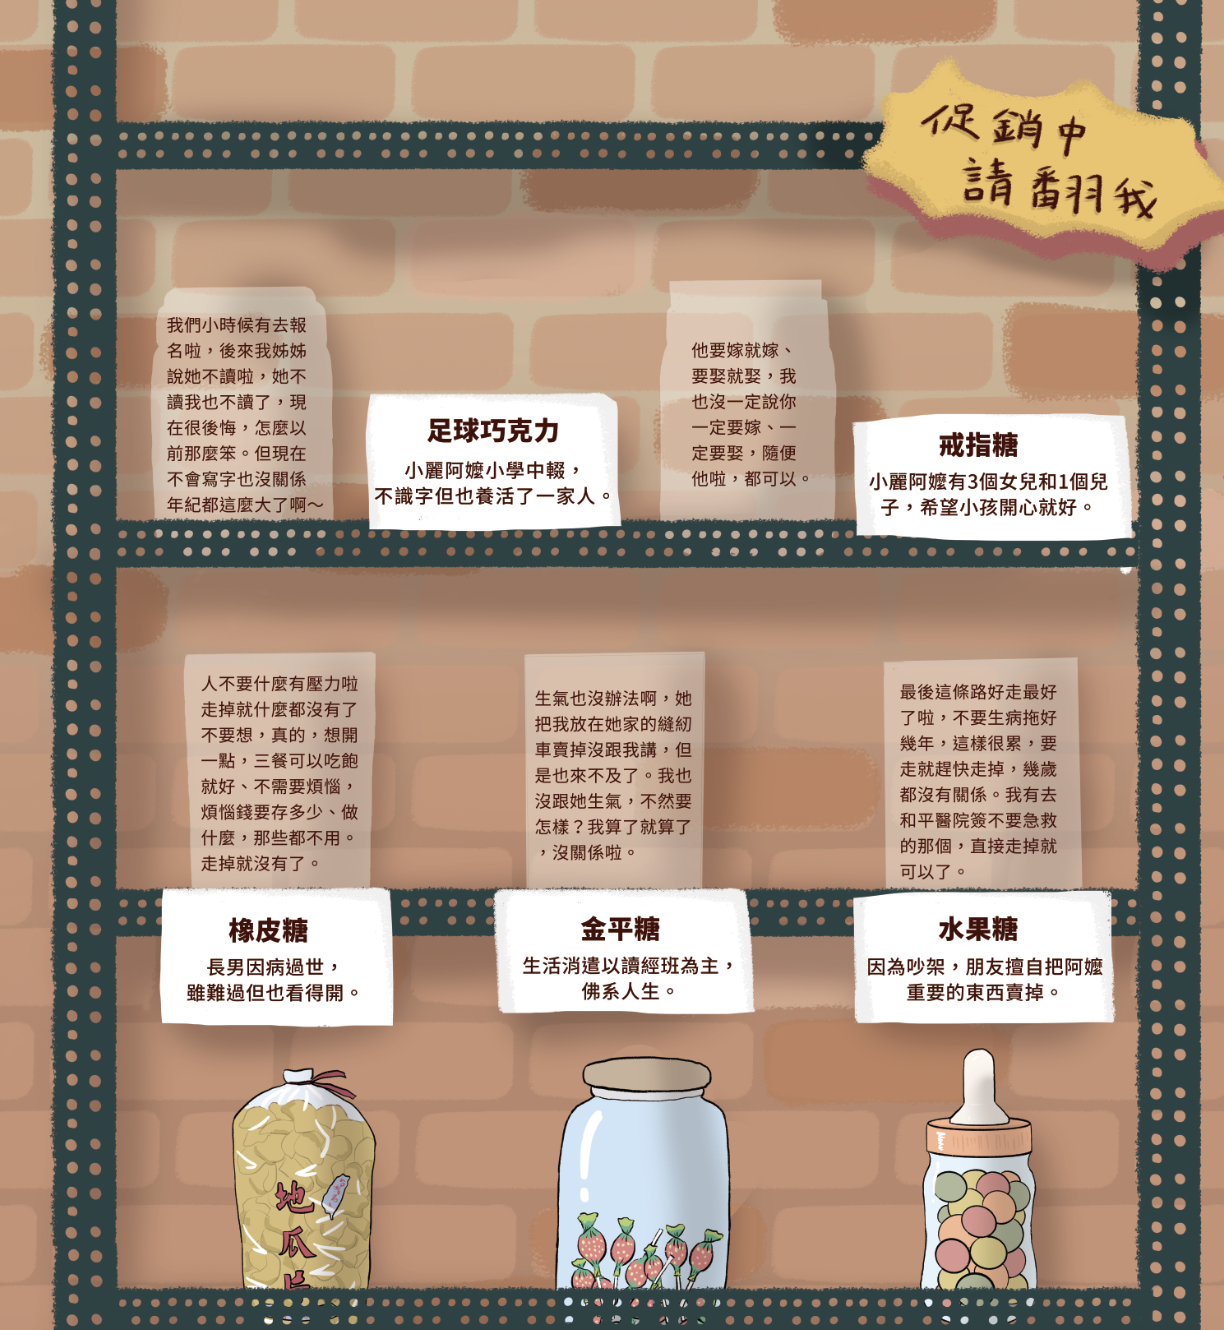 促銷中
請翻我
我們小時候有去報
名啦，後來我姊姊
說她不讀啦，她不
讀我也不讀了，現
在很後悔，怎麼以
前那麼笨。但現在
不會寫字也沒關係
年紀都這麼大了啊～
足球巧克力
小麗阿嬤小學中輟，
不識字但也養活了一家人。
他要嫁就嫁、
要娶就娶，我
也沒一定說你
一定要嫁、一
定要娶，隨便
他啦，都可以。
戒指糖
小麗阿嬤有3個女兒和1個兒
子，希望小孩開心就好。
人不要什麼有壓力啦
走掉就什麼都沒有了
不要想，真的，想開
一點，三餐可以吃飽
就好、不需要煩惱，
煩惱錢要存多少、做
什麼，那些都不用。
走掉就沒有了。
橡皮糖
長男因病過世，
雖難過但也看得開。
生氣也沒辦法啊，她
把我放在她家的縫紉
車賣掉沒跟我講，但
是也來不及了。我也
沒跟她生氣，不然要
怎樣？我算了就算了
，沒關係啦。
金平糖
生活消遣以讀經班為主，
佛系人生。
最後這條路好走最好
了啦，不要生病拖好
幾年，這樣很累，要
走就趕快走掉，幾歲
都沒有關係。我有去
和平醫院簽不要急救
的那個，直接走掉就
可以了。
水果糖
因為吵架，朋友擅自把阿嬤
重要的東西賣掉。
地
瓜
片